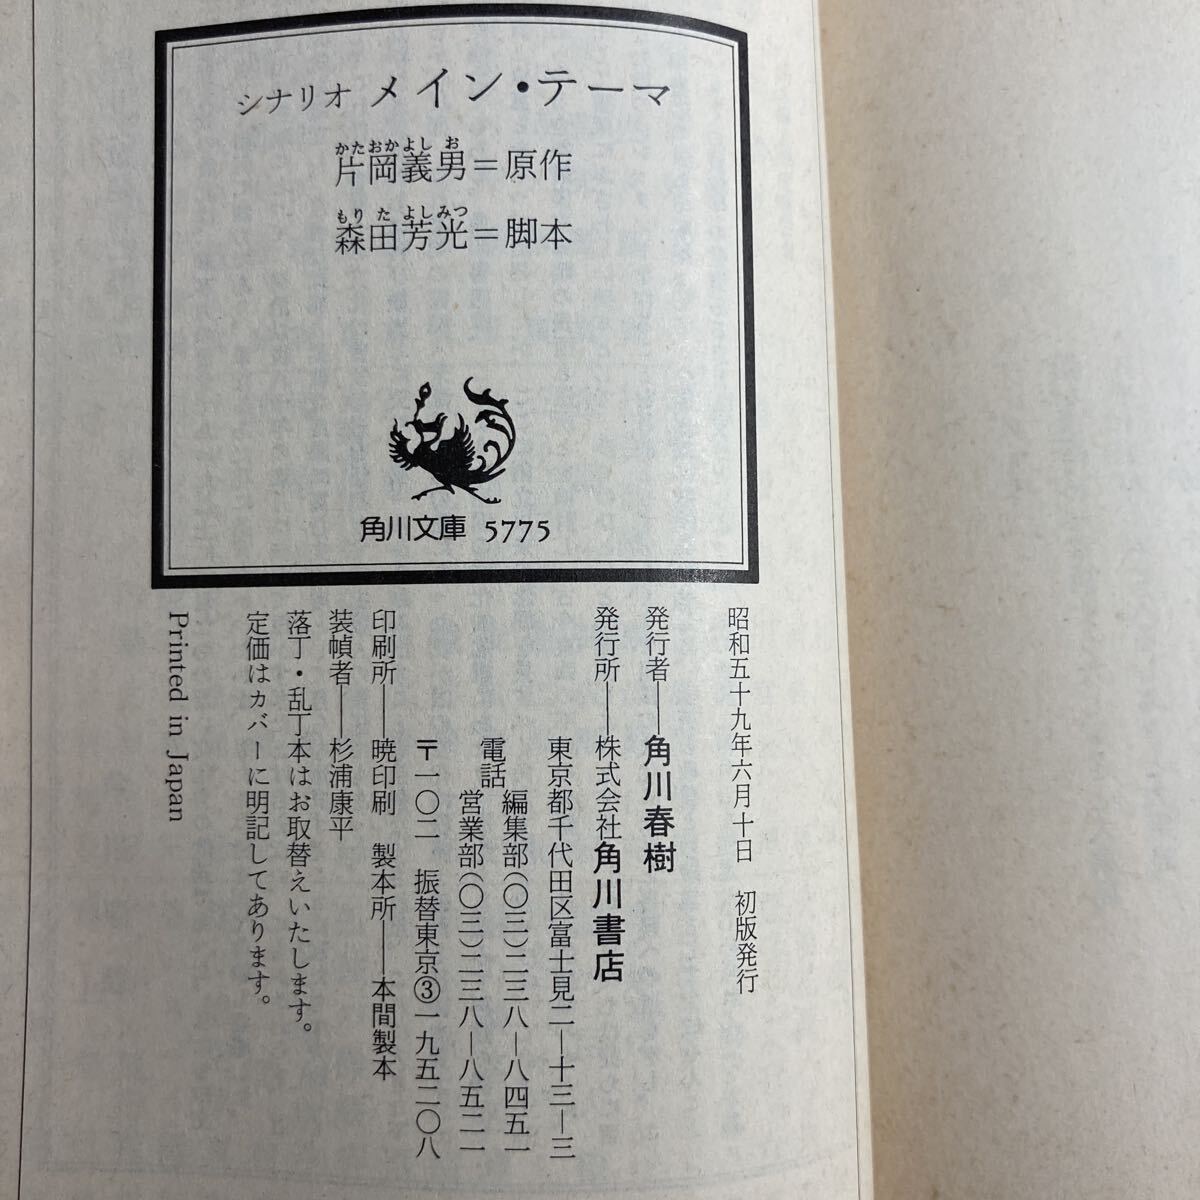 シナリオ メイン・テーマ
かたおかよしお
片岡義男=原作
もりたよしみつ
森田芳光=脚本
角川文庫 5775
昭和五十九年六月十日 初版発行
発行者――角川春樹
発行所――株式会社角川書店
東京都千代田区富士見二―十三―三
電話
編集部(〇三)二三八―八四五一
営業部(〇三)二三八―八五二一
〒一〇二 振替東京③一九五二〇八
印刷所――暁印刷 製本所――本間製本
装幀者――杉浦康平
落丁・乱丁本はお取替えいたします。
定価はカバーに明記してあります。
Printed in Japan